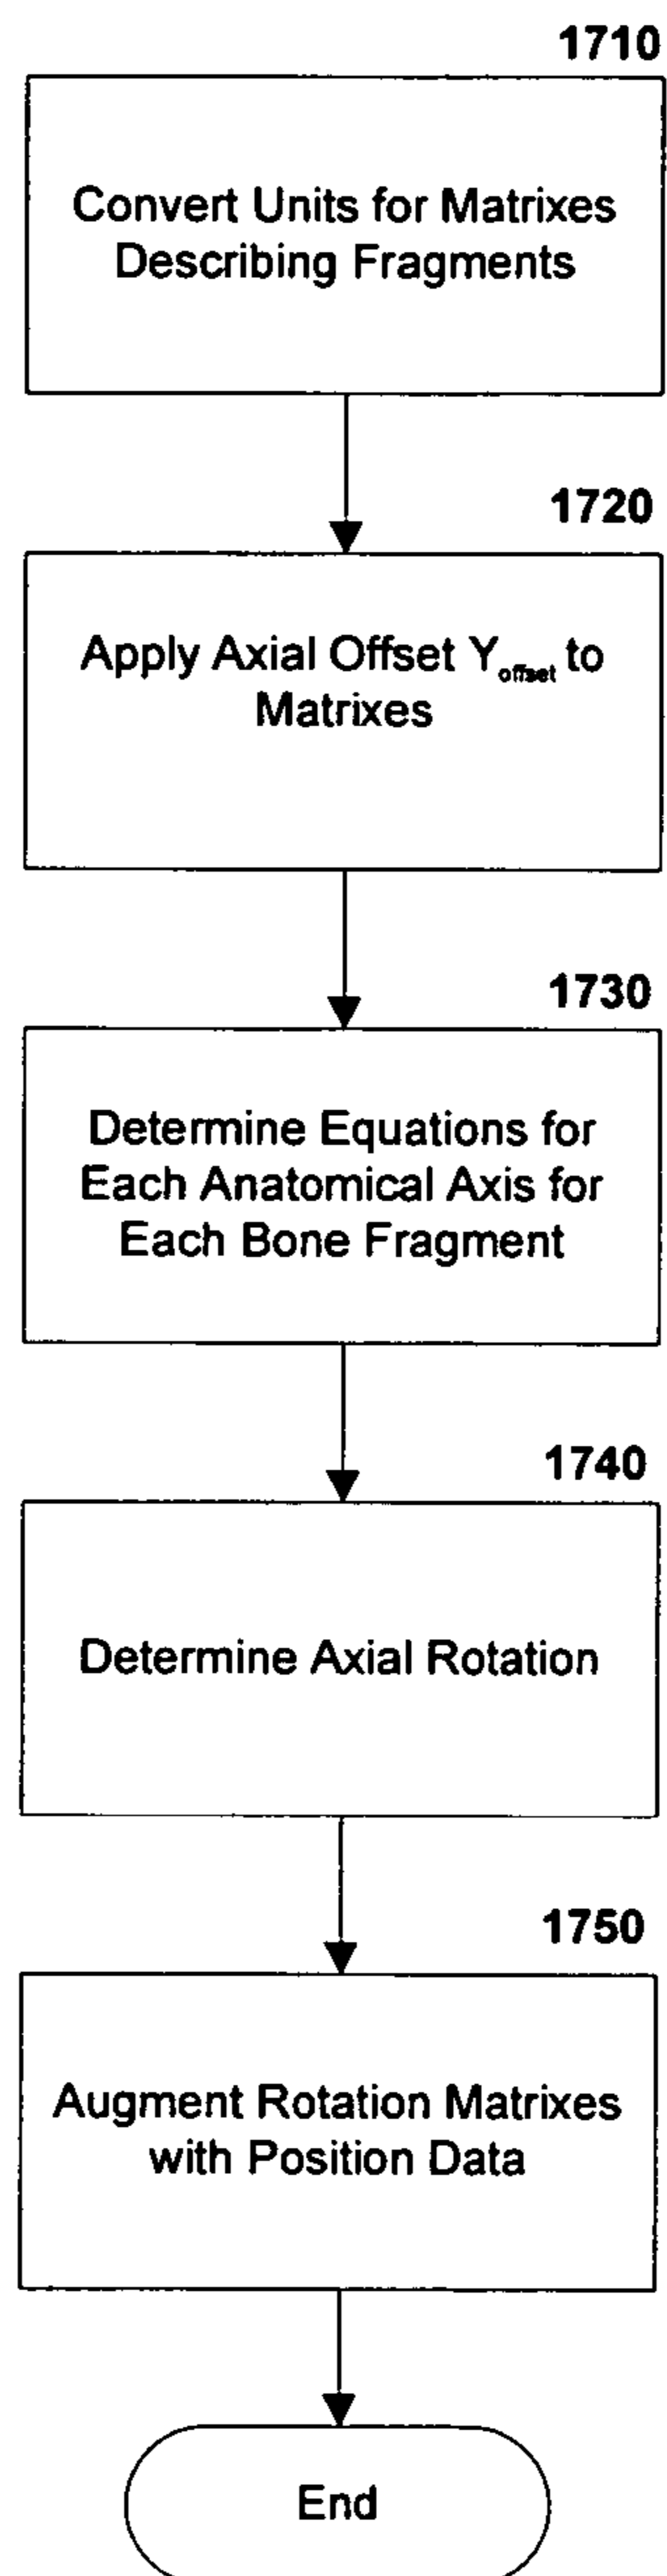 1710
Convert Units for Matrixes
Describing Fragments
1720
Apply Axial Offset Yoffset to
Matrixes
1730
Determine Equations for
Each Anatomical Axis for
Each Bone Fragment
1740
Determine Axial Rotation
1750
Augment Rotation Matrixes
with Position Data
End